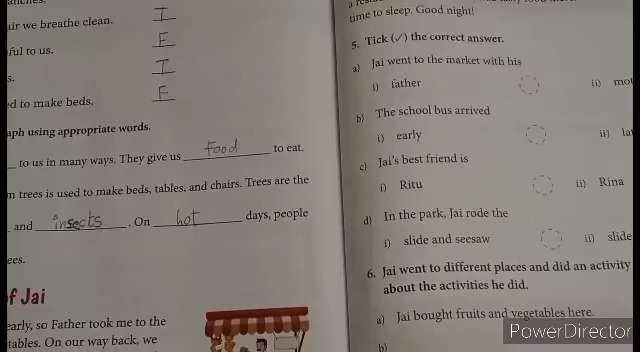 air we breathe clean. T
ful to us. F
s. T
ed to make beds. F
aph using appropriate words.
to us in many ways. They give us food to eat.
m trees is used to make beds, tables, and chairs. Trees are the
and insects. On hot days, people
ees.
f Jai
early, so Father took me to the
tables. On our way back, we
time to sleep. Good night!
5. Tick (✓) the correct answer.
a) Jai went to the market with his
i) father ii) mot
b) The school bus arrived
i) early ii) la
c) Jai's best friend is
i) Ritu ii) Rina
d) In the park, Jai rode the
i) slide and seesaw ii) slide
6. Jai went to different places and did an activity
about the activities he did.
a) Jai bought fruits and vegetables here.
b)
PowerDirector